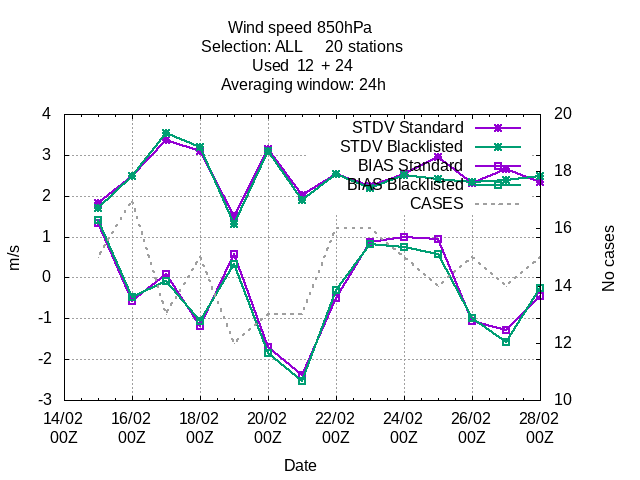 Wind speed 850hPa
Selection: ALL 20 stations
Used 12 + 24
Averaging window: 24h
STDV Standard
STDV Blacklisted
BIAS Standard
BIAS Blacklisted
CASES
4
3
2
1
0
-1
-2
-3
20
18
16
14
12
10
m/s
No cases
14/02 16/02 18/02 20/02 22/02 24/02 26/02 28/02
00Z 00Z 00Z 00Z 00Z 00Z 00Z 00Z
Date